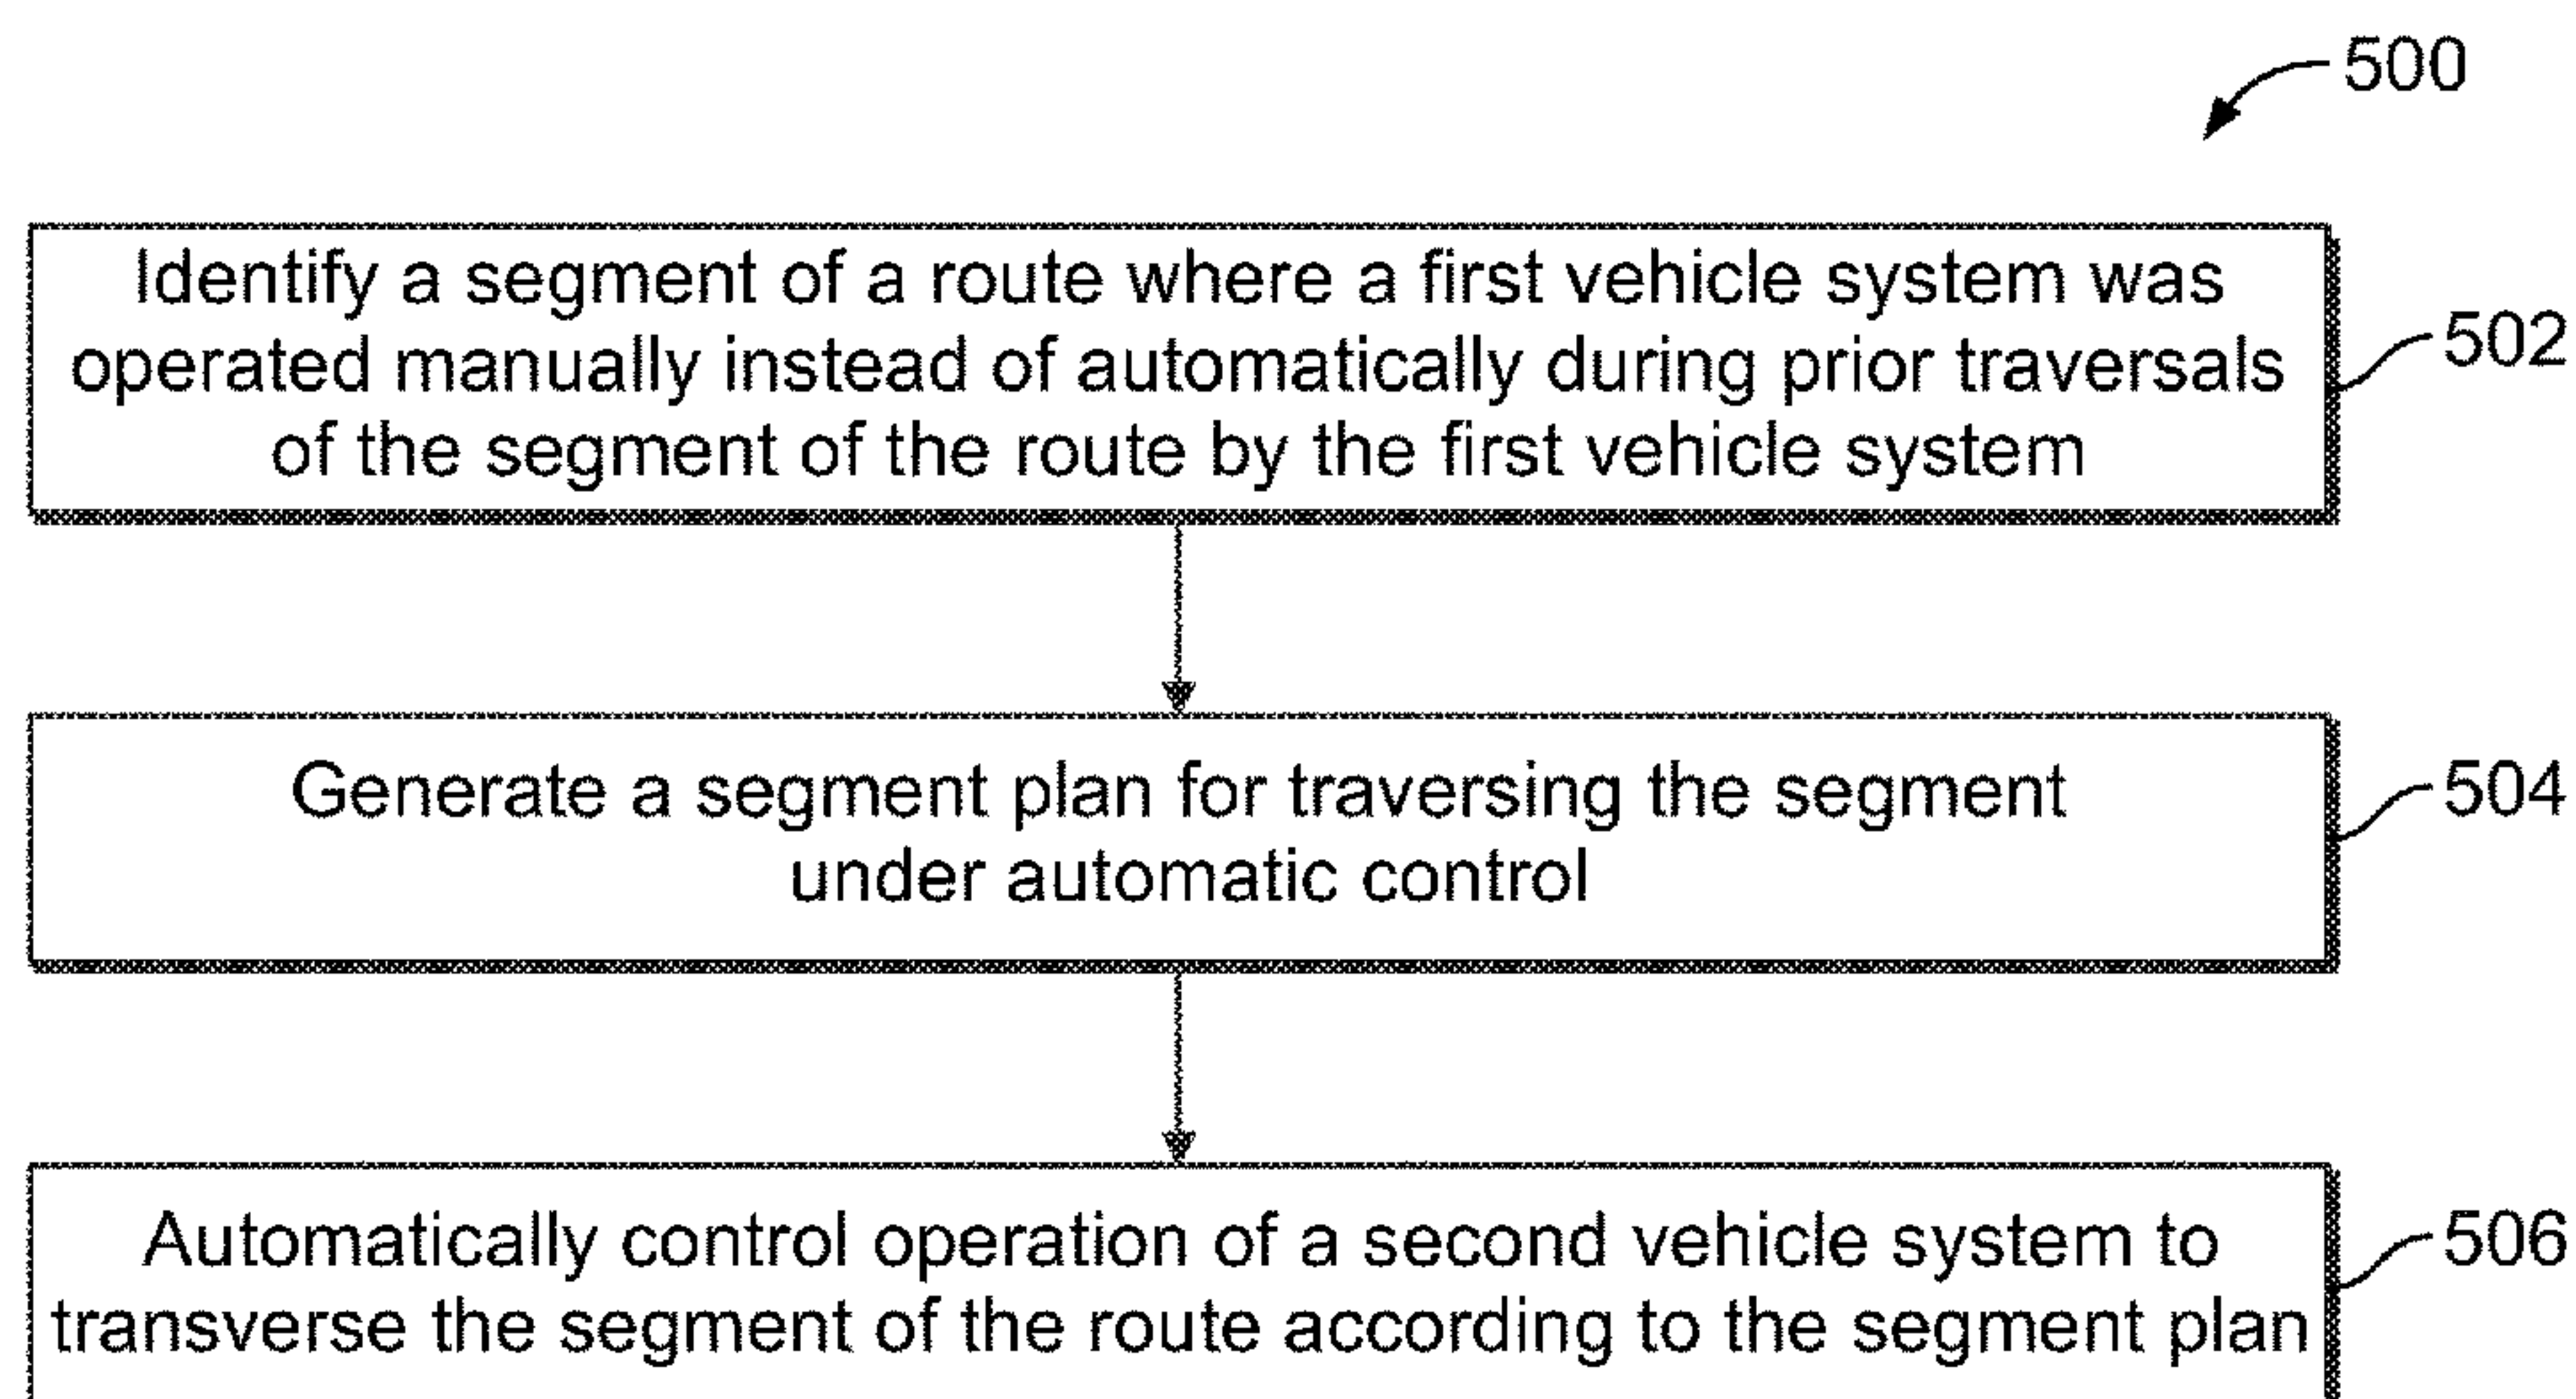 500
Identify a segment of a route where a first vehicle system was
operated manually instead of automatically during prior traversals
of the segment of the route by the first vehicle system
502
Generate a segment plan for traversing the segment
under automatic control
504
Automatically control operation of a second vehicle system to
transverse the segment of the route according to the segment plan
506